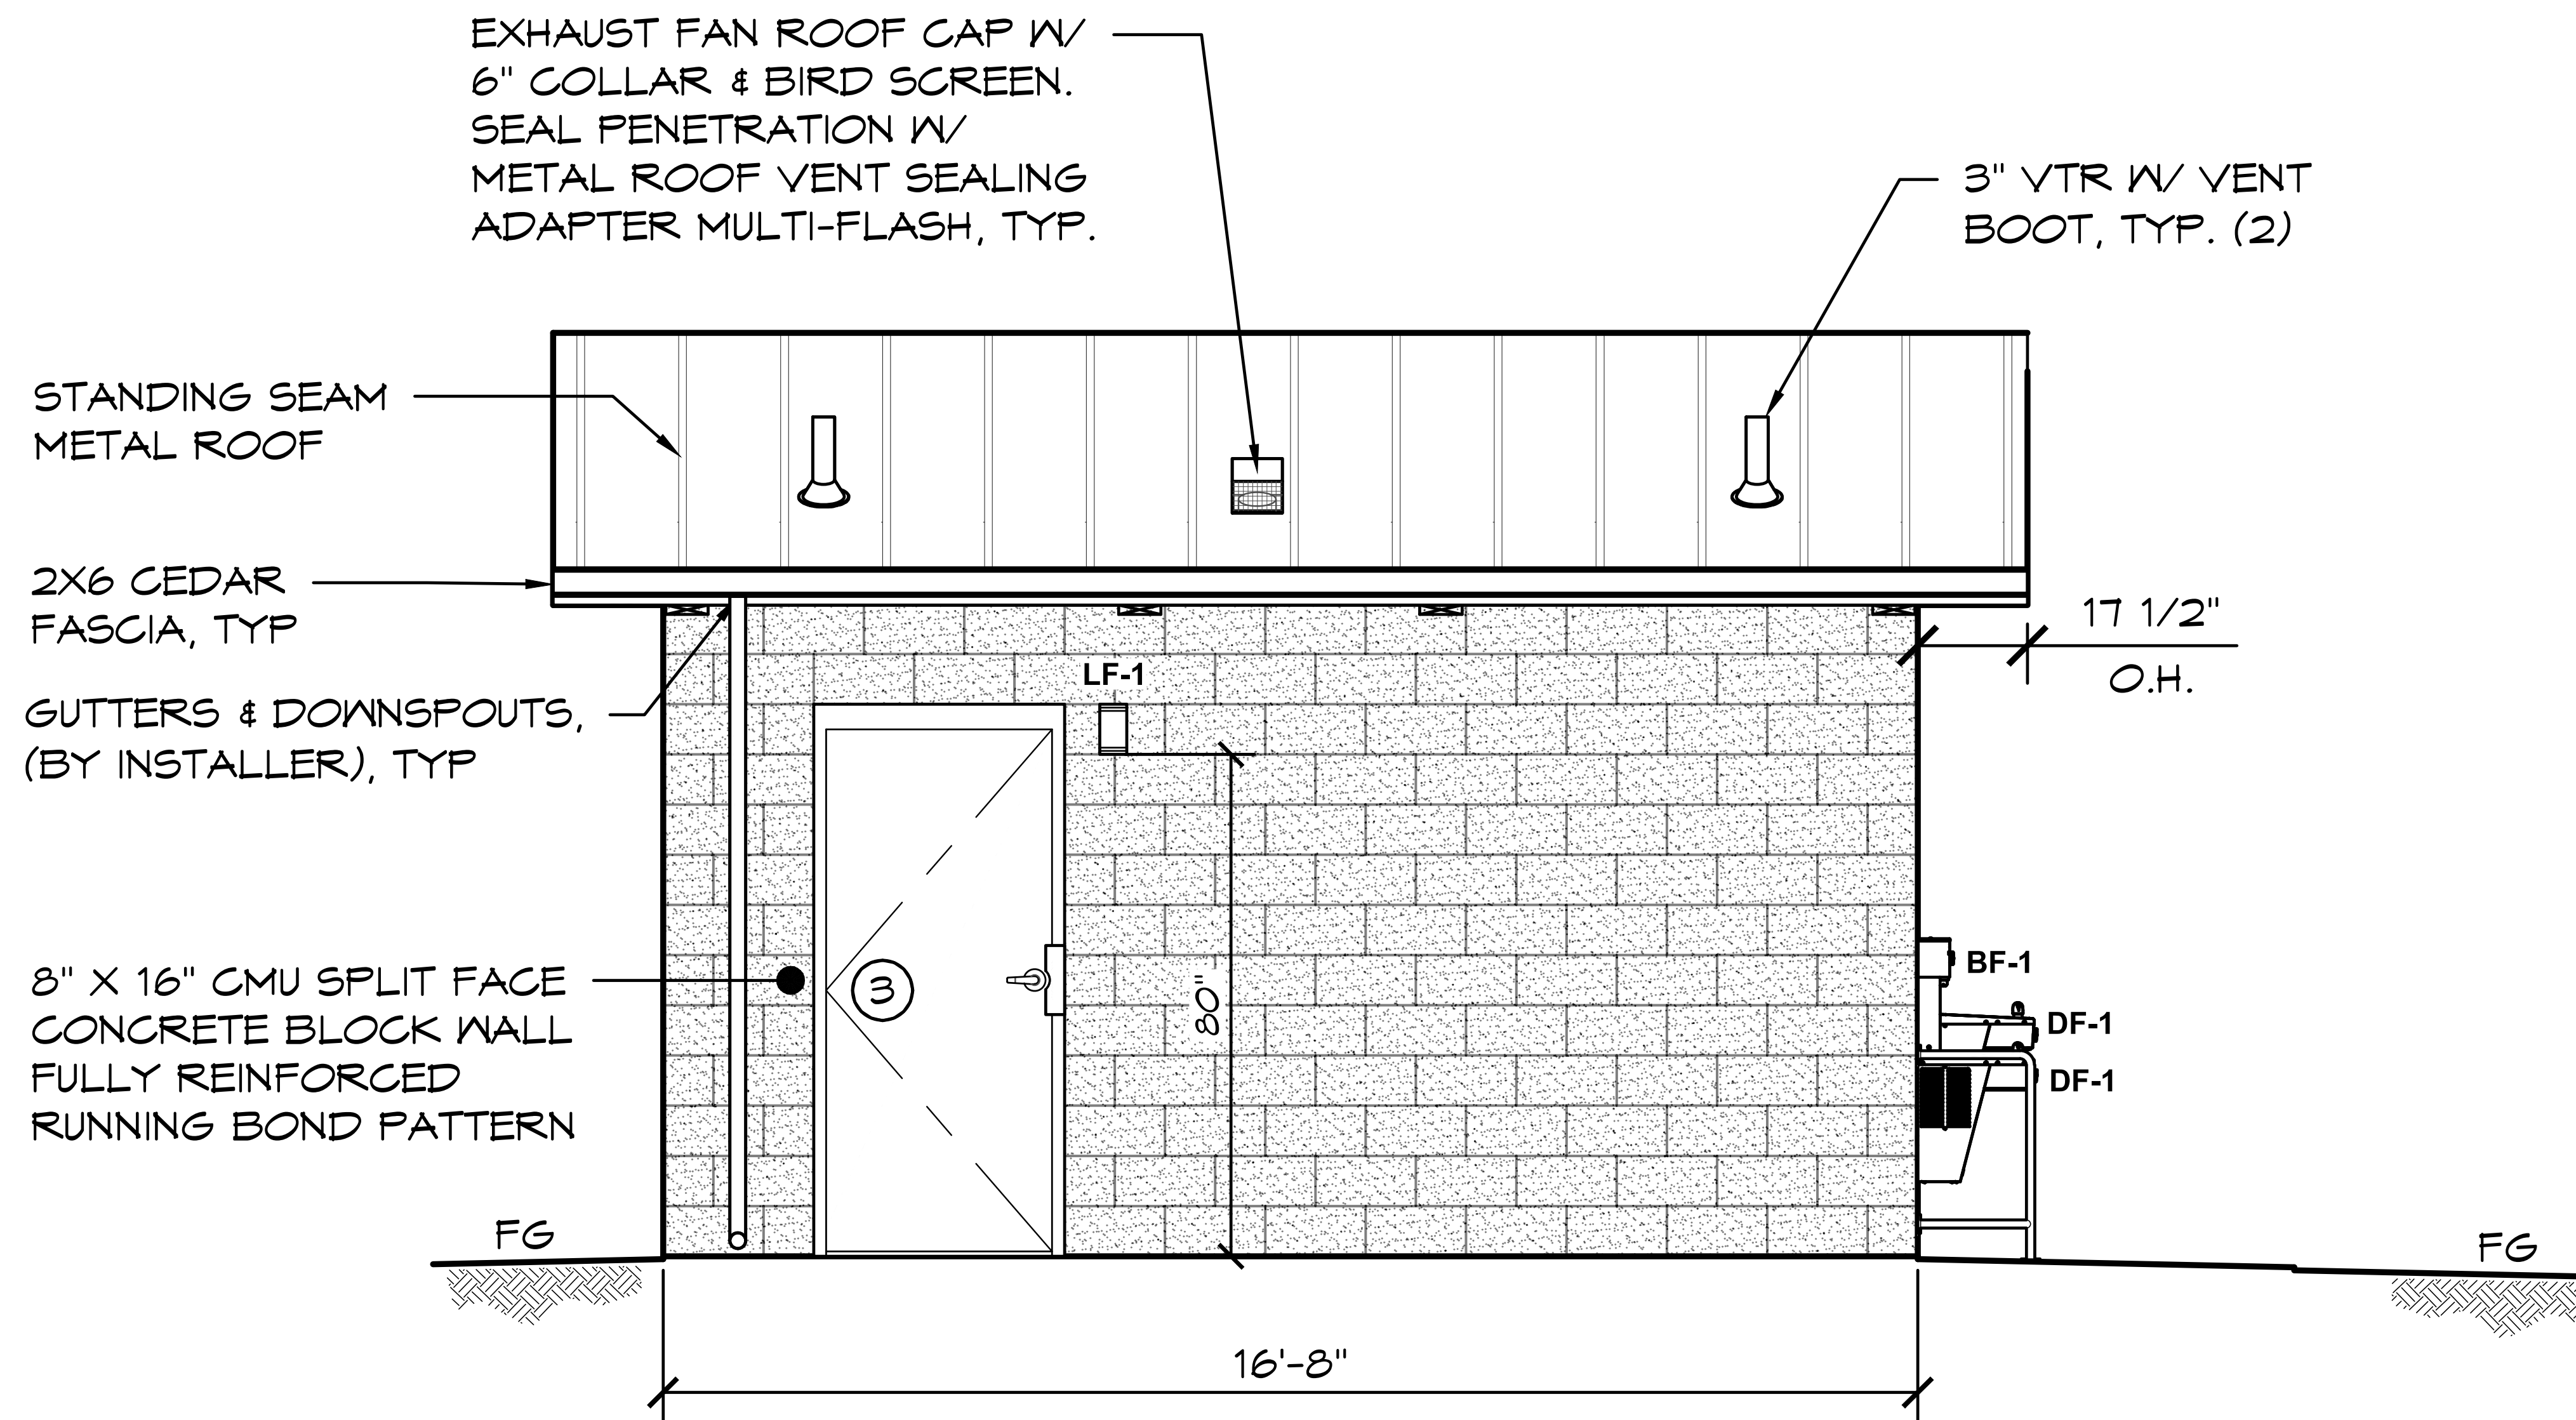 EXHAUST FAN ROOF CAP W/
6" COLLAR & BIRD SCREEN.
SEAL PENETRATION W/
METAL ROOF VENT SEALING
ADAPTER MULTI-FLASH, TYP.
3" VTR W/ VENT
BOOT, TYP. (2)
STANDING SEAM
METAL ROOF
2X6 CEDAR
FASCIA, TYP
17 1/2"
O.H.
GUTTERS & DOWNSPOUTS,
(BY INSTALLER), TYP
LF-1
8" X 16" CMU SPLIT FACE
CONCRETE BLOCK WALL
FULLY REINFORCED
RUNNING BOND PATTERN
3
80"
BF-1
DF-1
DF-1
FG
FG
16'-8"